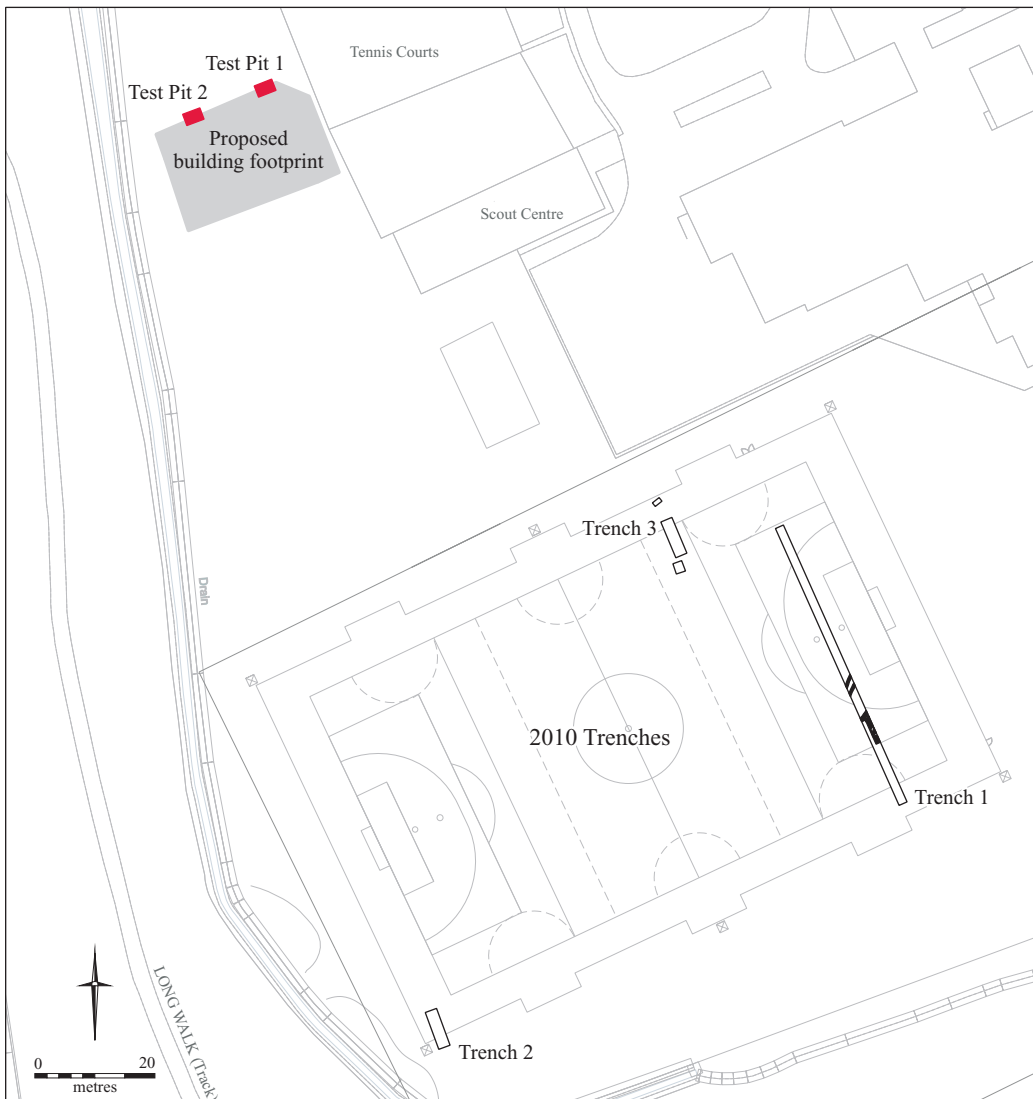 Tennis Courts
Test Pit 1
Test Pit 2
Proposed
building footprint
Scout Centre
Trench 3
Drain
2010 Trenches
Trench 1
LONG WALK (Track)
Trench 2
0 20
metres